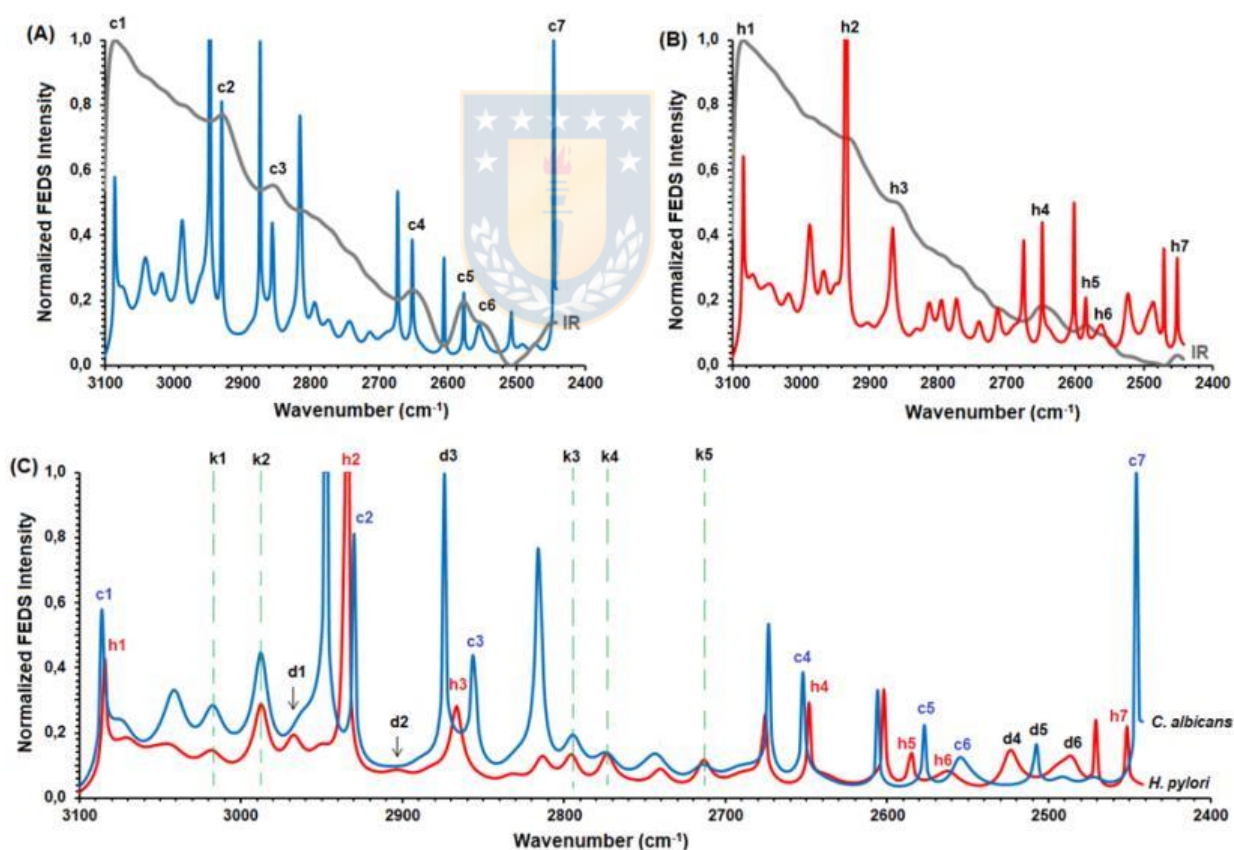 (A)
c1
c2
c3
c4
c5
c6
c7
IR
1,0
0,8
0,6
0,4
0,2
0,0
Normalized FEDS Intensity
3100 3000 2900 2800 2700 2600 2500 2400
Wavenumber (cm-1)
(B)
h1
h2
h3
h4
h5
h6
h7
IR
1,0
0,8
0,6
0,4
0,2
0,0
Normalized FEDS Intensity
3100 3000 2900 2800 2700 2600 2500 2400
Wavenumber (cm-1)
(C)
k1 k2 h2 d3 k3 k4 k5 c7
c2
c1
h1
d1
d2
c3
h3
c4
h4
c5
h5
h6
c6
d4
d5
d6
h7
C. albicans
H. pylori
1,0
0,8
0,6
0,4
0,2
0,0
Normalized FEDS Intensity
3100 3000 2900 2800 2700 2600 2500 2400
Wavenumber (cm-1)